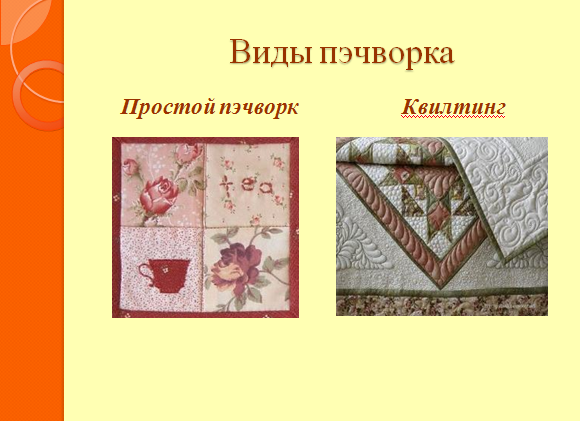 Виды пэчворка
Простой пэчворк
Квилтинг
tea